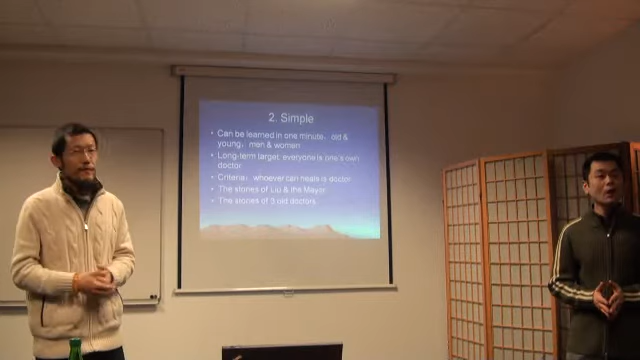 2. Simple
• Can be learned in one minute，old &
young，men & women
• Long-term target, everyone is one's own
doctor
• Criteria，whoever can heals is doctor
• The stories of Liu & the Mayor
• The stories of 3 old doctors